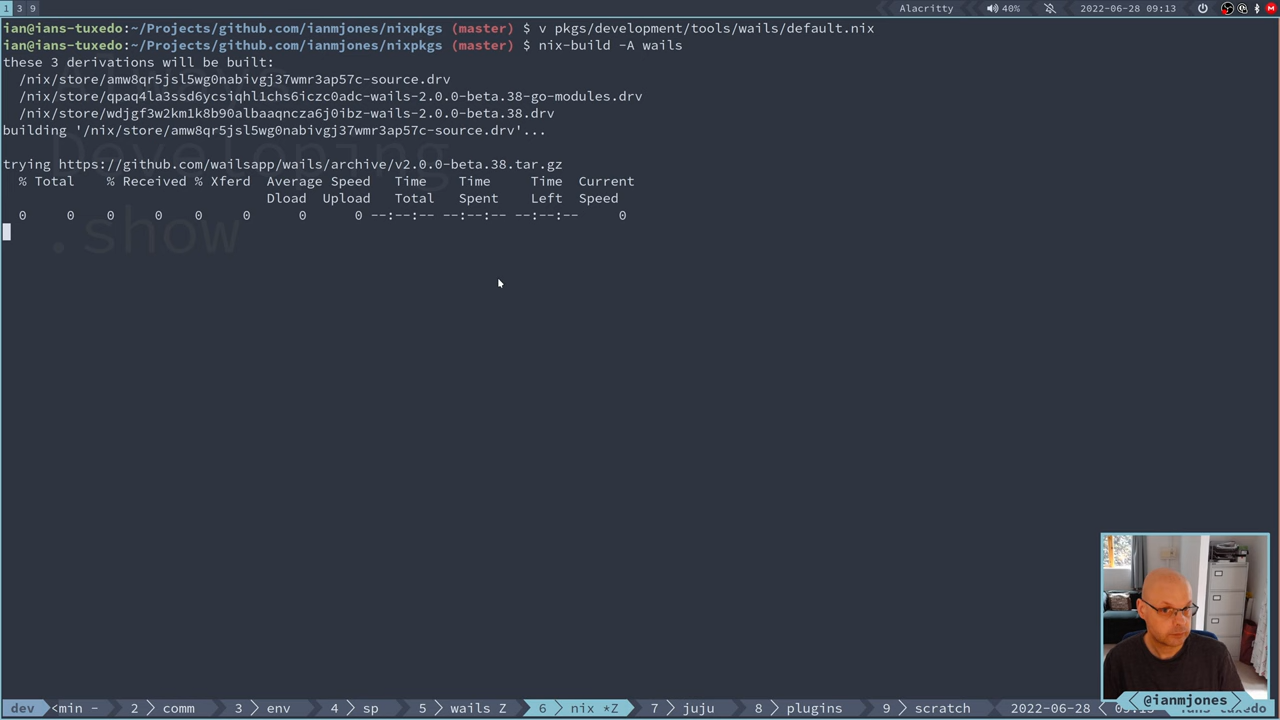 1 3 9 Alacritty 40% 2022-06-28 09:13
ian@ians-tuxedo:~/Projects/github.com/ianmjones/nixpkgs (master) $ v pkgs/development/tools/wails/default.nix
ian@ians-tuxedo:~/Projects/github.com/ianmjones/nixpkgs (master) $ nix-build -A wails
these 3 derivations will be built:
/nix/store/amw8qr5jsl5wg0nabivgj37wmr3ap57c-source.drv
/nix/store/qpaq4la3ssd6ycsiqhl1chs6iczc0adc-wails-2.0.0-beta.38-go-modules.drv
/nix/store/wdjgf3w2km1k8b90albaaqncza6j0ibz-wails-2.0.0-beta.38.drv
building '/nix/store/amw8qr5jsl5wg0nabivgj37wmr3ap57c-source.drv'...
Developing
trying https://github.com/wailsapp/wails/archive/v2.0.0-beta.38.tar.gz
% Total % Received % Xferd Average Speed Time Time Time Current
Dload Upload Total Spent Left Speed
0 0 0 0 0 0 0 0 --:--:-- --:--:-- --:--:-- 0
.show
@ianmjones
dev <min - 2 comm 3 env 4 sp 5 wails Z 6 nix *Z 7 juju 8 plugins 9 scratch 2022-06-28